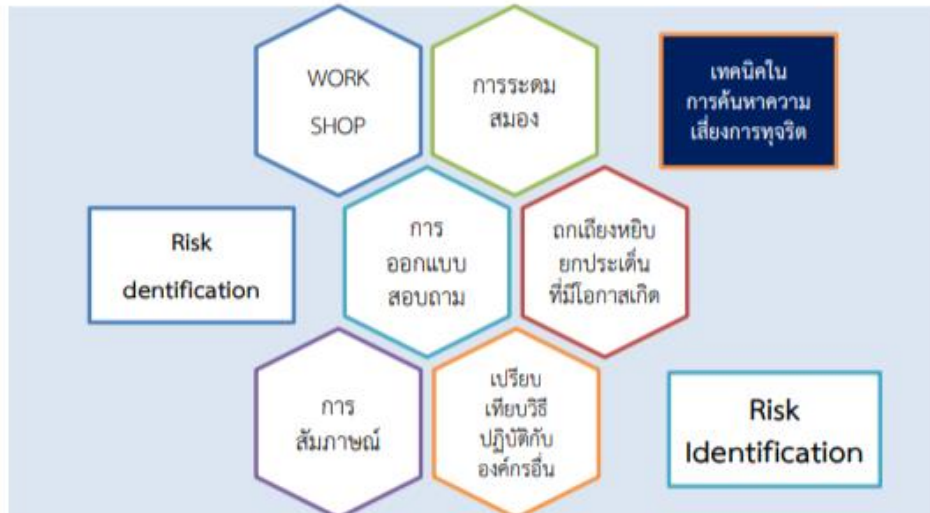 WORK
SHOP
การระดม
สมอง
เทคนิคใน
การค้นหาความ
เสี่ยงการทุจริต
Risk
dentification
การ
ออกแบบ
สอบถาม
ถกเถียงหยิบ
ยกประเด็น
ที่มีโอกาสเกิด
การ
สัมภาษณ์
เปรียบ
เทียบวิธี
ปฏิบัติกับ
องค์กรอื่น
Risk
Identification